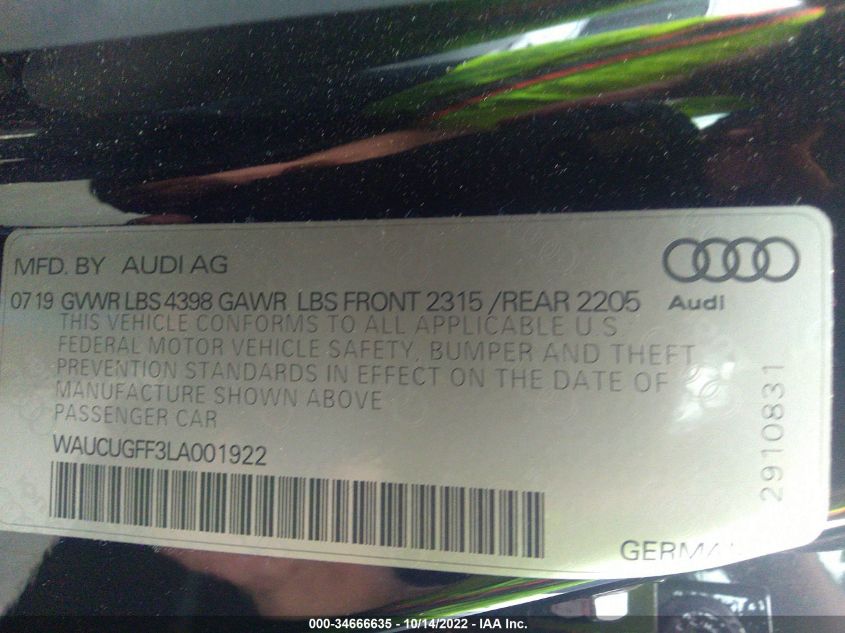 MFD. BY AUDI AG
Audi
0719 GVWR LBS 4398 GAWR LBS FRONT 2315 /REAR 2205
THIS VEHICLE CONFORMS TO ALL APPLICABLE U.S.
FEDERAL MOTOR VEHICLE SAFETY, BUMPER AND THEFT
PREVENTION STANDARDS IN EFFECT ON THE DATE OF
MANUFACTURE SHOWN ABOVE
PASSENGER CAR
WAUCUGFF3LA001922
2910831
000-34666635 - 10/14/2022 - IAA Inc.